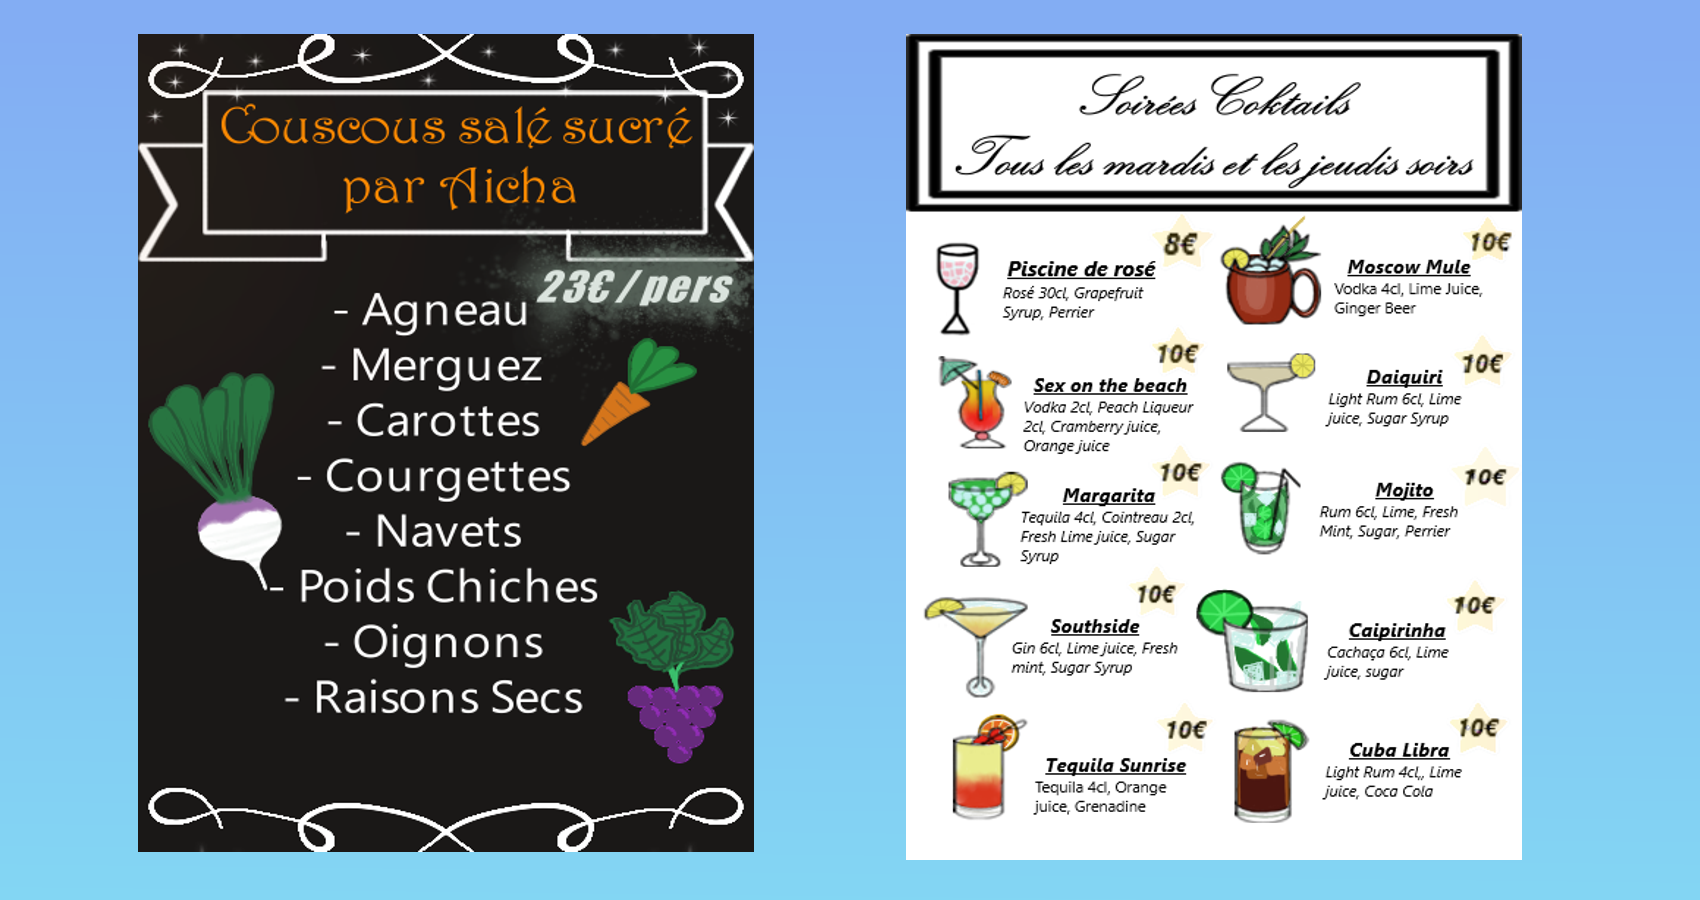 Couscous salé sucré
par Aicha
23€ / pers
- Agneau
- Merguez
- Carottes
- Courgettes
- Navets
- Poids Chiches
- Oignons
- Raisons Secs
Soirées Coktails
Tous les mardis et les jeudis soirs
8€
Piscine de rosé
Rosé 30cl, Grapefruit
Syrup, Perrier
10€
Moscow Mule
Vodka 4cl, Lime Juice,
Ginger Beer
10€
Sex on the beach
Vodka 2cl, Peach Liqueur
2cl, Cramberry juice,
Orange juice
10€
Daiquiri
Light Rum 6cl, Lime
juice, Sugar Syrup
10€
Margarita
Tequila 4cl, Cointreau 2cl,
Fresh Lime juice, Sugar
Syrup
10€
Mojito
Rum 6cl, Lime, Fresh
Mint, Sugar, Perrier
10€
Southside
Gin 6cl, Lime juice, Fresh
mint, Sugar Syrup
10€
Caipirinha
Cachaça 6cl, Lime
juice, sugar
10€
Tequila Sunrise
Tequila 4cl, Orange
juice, Grenadine
10€
Cuba Libra
Light Rum 4cl,, Lime
juice, Coca Cola